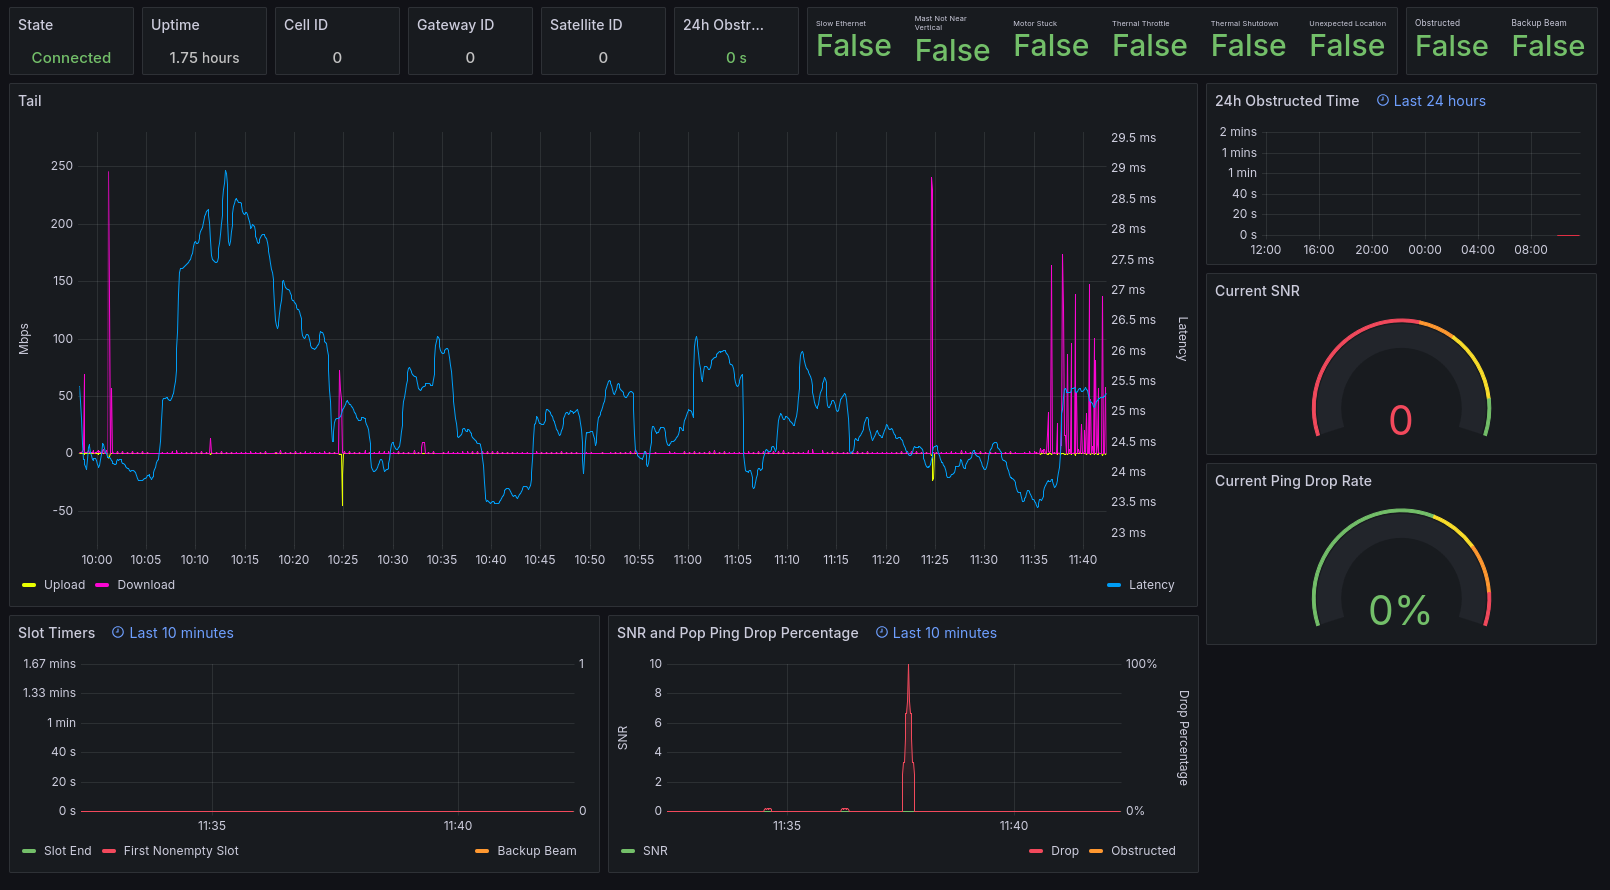 State
Connected
Uptime
1.75 hours
Cell ID
0
Gateway ID
0
Satellite ID
0
24h Obstr...
0 s
Slow Ethernet
False
Mast Not Near
Vertical
False
Motor Stuck
False
Thernal Throttle
False
Thermal Shutdown
False
Unexpected Location
False
Obstructed
False
Backup Beam
False
Tail
Mbps
250
200
150
100
50
0
-50
29.5 ms
29 ms
28.5 ms
28 ms
27.5 ms
27 ms
26.5 ms
26 ms
25.5 ms
25 ms
24.5 ms
24 ms
23.5 ms
23 ms
Latency
10:00 10:05 10:10 10:15 10:20 10:25 10:30 10:35 10:40 10:45 10:50 10:55 11:00 11:05 11:10 11:15 11:20 11:25 11:30 11:35 11:40
Upload Download Latency
24h Obstructed Time Last 24 hours
2 mins
1 mins
1 min
40 s
20 s
0 s
12:00 16:00 20:00 00:00 04:00 08:00
Current SNR
0
Current Ping Drop Rate
0%
Slot Timers Last 10 minutes
1.67 mins
1.33 mins
1 min
40 s
20 s
0 s
1
0
11:35 11:40
Slot End First Nonempty Slot Backup Beam
SNR and Pop Ping Drop Percentage Last 10 minutes
SNR
10
8
6
4
2
0
100%
0%
Drop Percentage
11:35 11:40
SNR Drop Obstructed